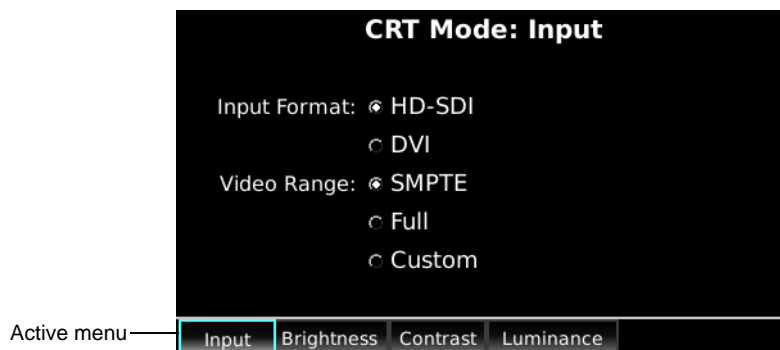 CRT Mode: Input
Input Format: HD-SDI
DVI
Video Range: SMPTE
Full
Custom
Active menu
Input Brightness Contrast Luminance